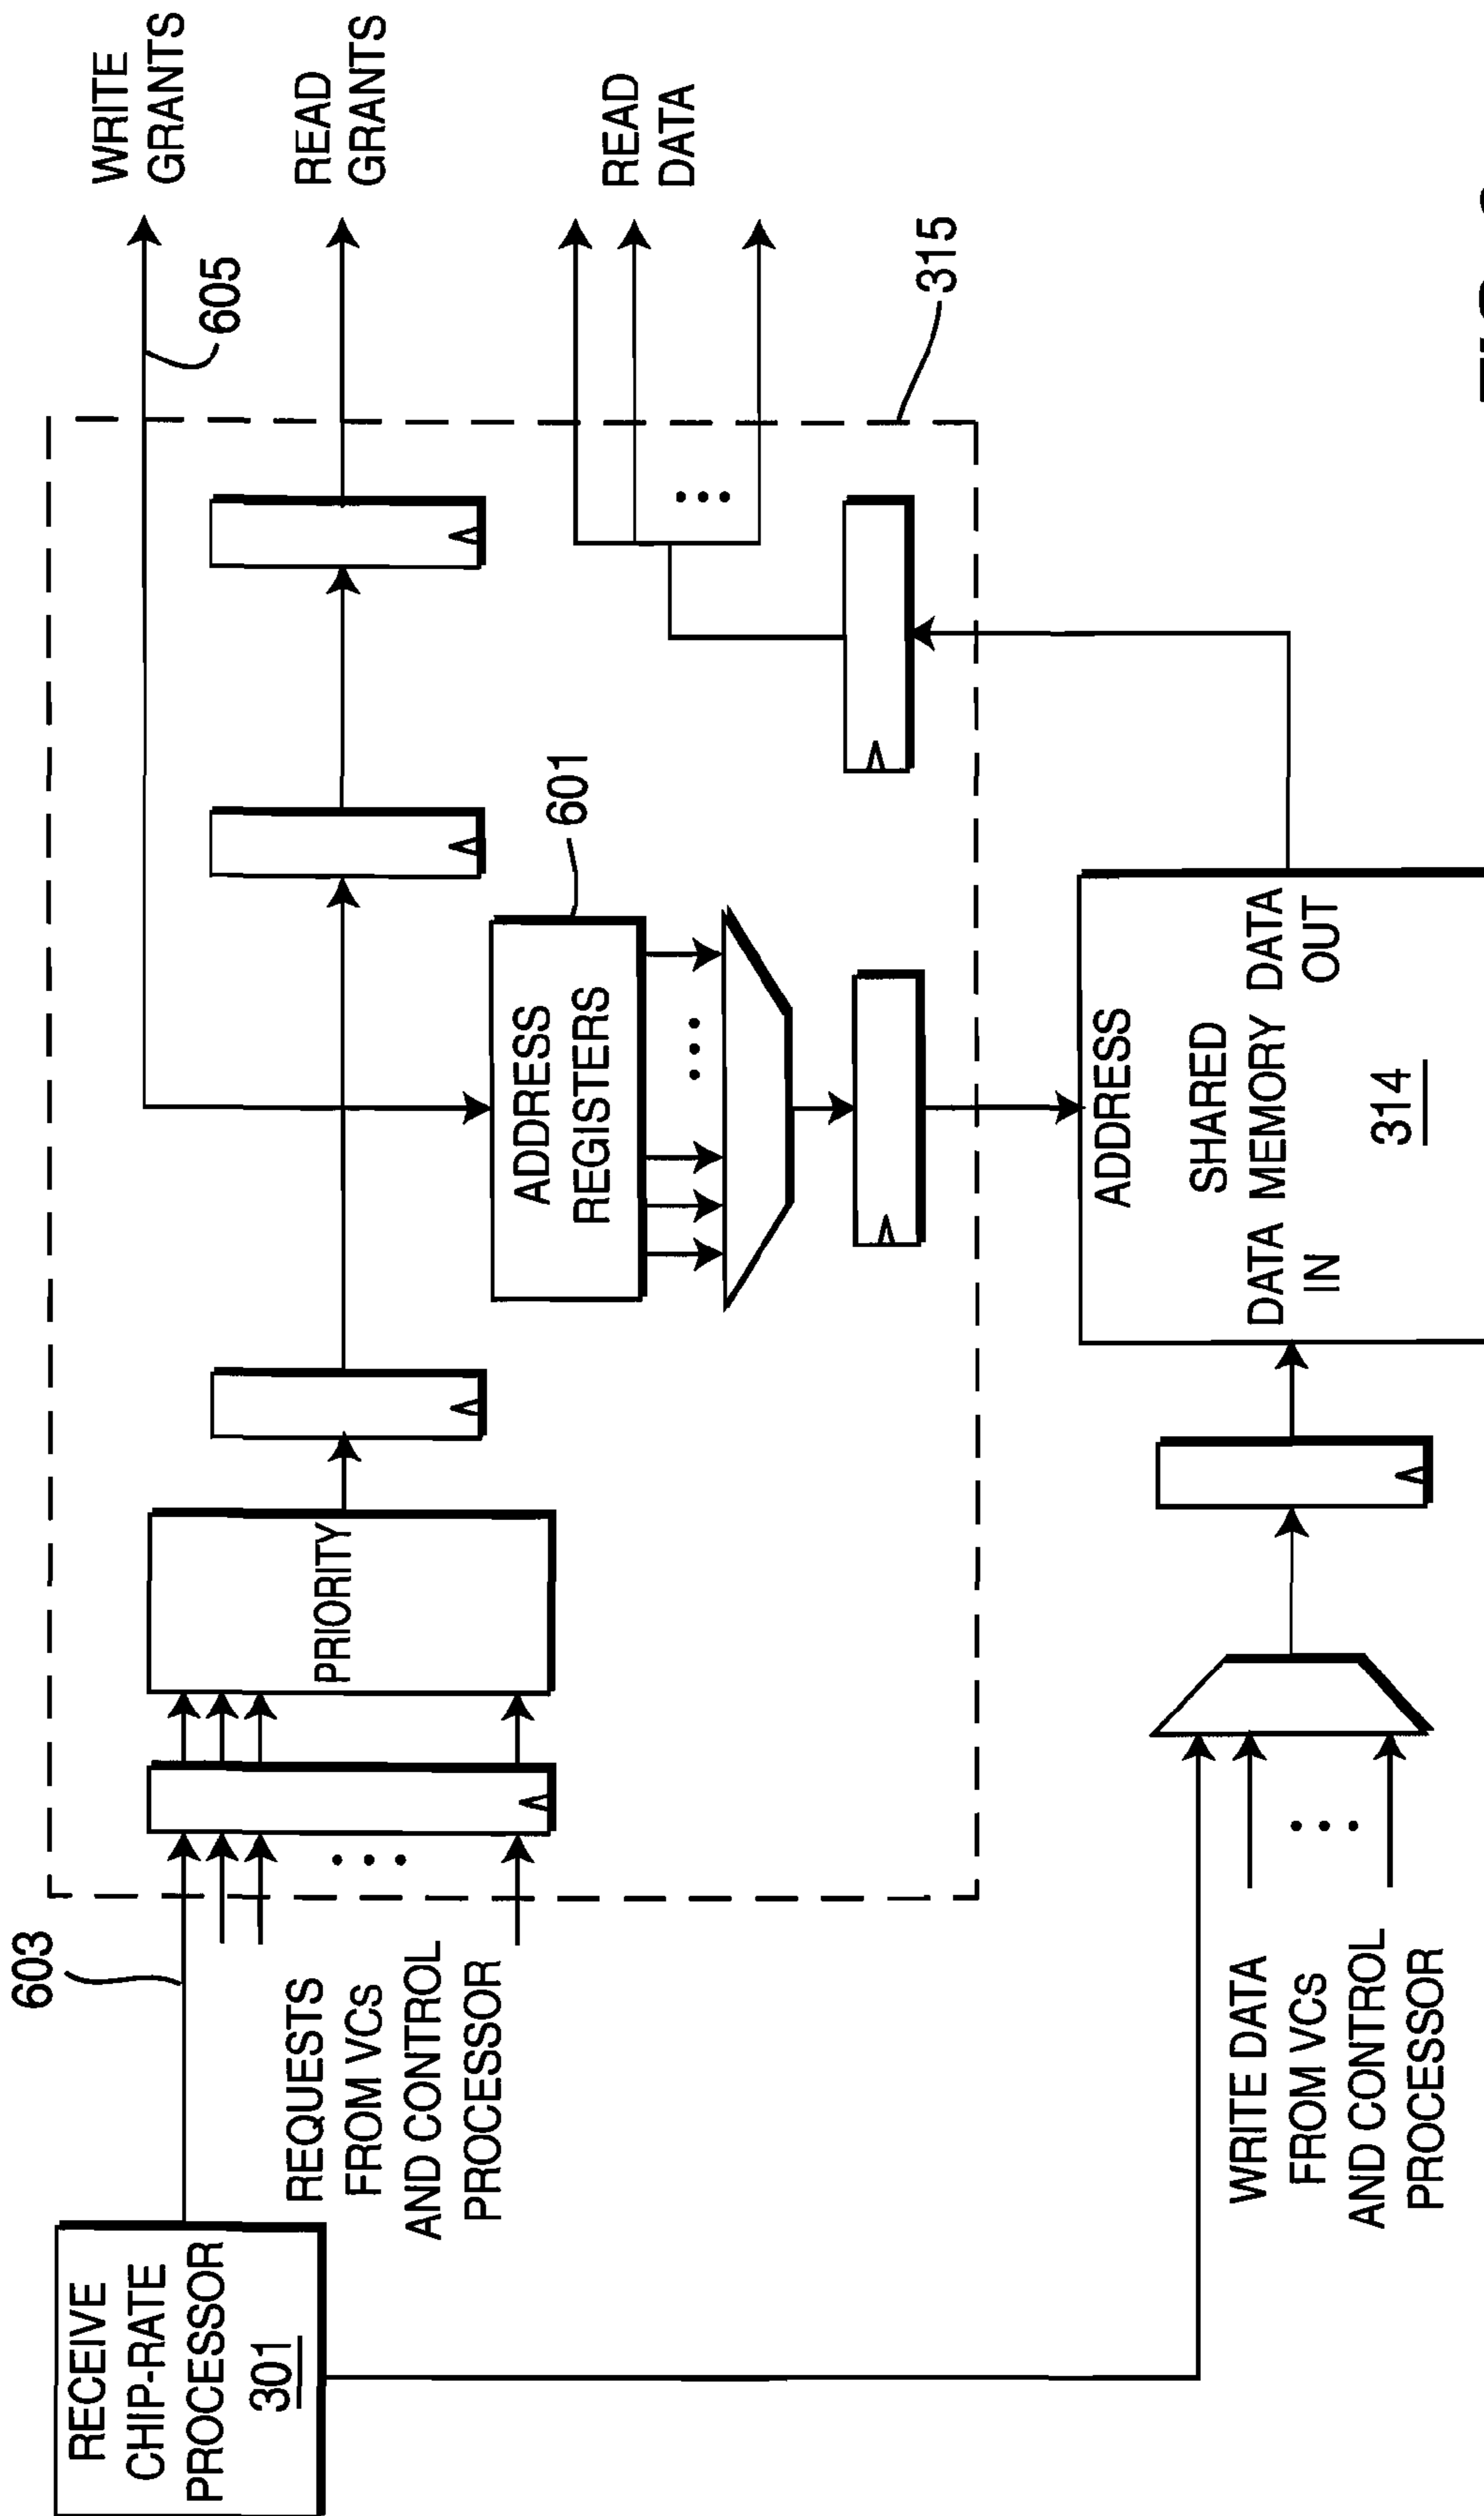 WRITE
GRANTS
605
READ
GRANTS
READ
DATA
315
601
ADDRESS
REGISTERS
PRIORITY
603
REQUESTS
FROM VCs
AND CONTROL
PROCESSOR
RECEIVE
CHIP-RATE
PROCESSOR
301
ADDRESS
SHARED
DATA MEMORY DATA
IN
OUT
314
WRITE DATA
FROM VCs
AND CONTROL
PROCESSOR